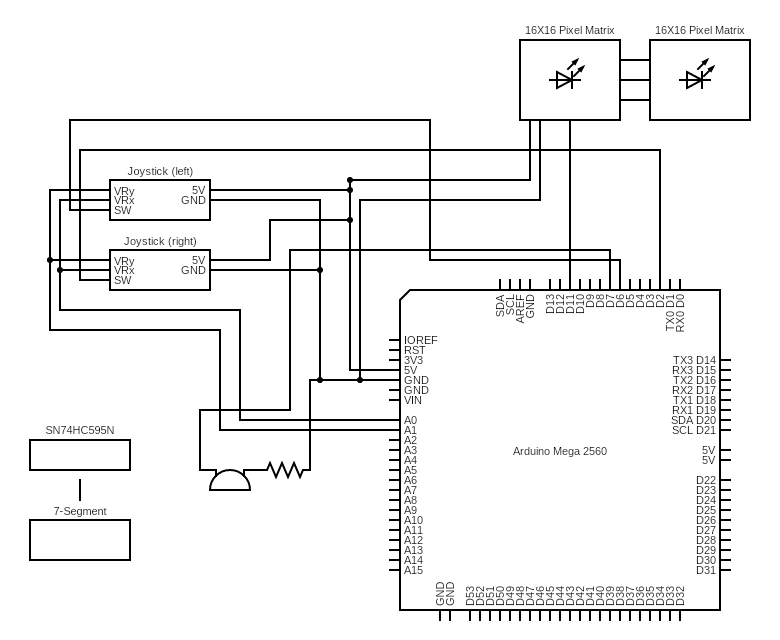 16X16 Pixel Matrix
16X16 Pixel Matrix
Joystick (left)
VRy
VRx
SW
5V
GND
Joystick (right)
VRy
VRx
SW
5V
GND
SDA
SCL
AREF
GND
D13
D12
D11
D10
D9
D8
D7
D6
D5
D4
D3
D2
TX0 D1
RX0 D0
IOREF
RST
3V3
5V
GND
GND
VIN
A0
A1
A2
A3
A4
A5
A6
A7
A8
A9
A10
A11
A12
A13
A14
A15
Arduino Mega 2560
TX3 D14
RX3 D15
TX2 D16
RX2 D17
TX1 D18
RX1 D19
SDA D20
SCL D21
5V
5V
D22
D23
D24
D25
D26
D27
D28
D29
D30
D31
GND
GND
D53
D52
D51
D50
D49
D48
D47
D46
D45
D44
D43
D42
D41
D40
D39
D38
D37
D36
D35
D34
D33
D32
SN74HC595N
7-Segment